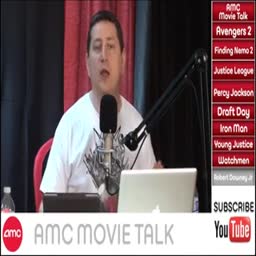 AMC
Movie Talk
Avengers 2
Finding Nemo 2
Justice League
Percy Jackson
Draft Day
Iron Man
Young Justice
Watchmen
Robert Downey Jr
SUBSCRIBE
YouTube
amc
AMC MOVIE TALK